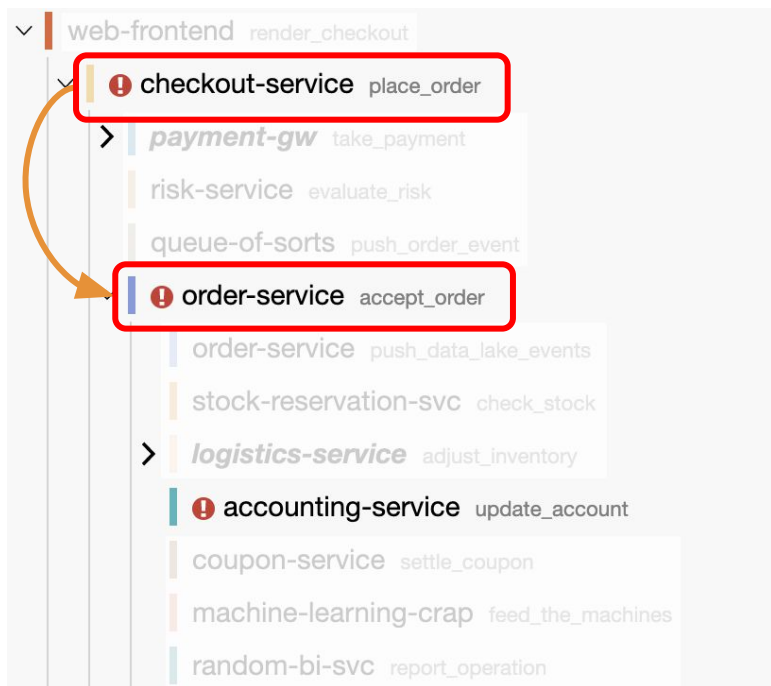 web-frontend render_checkout
checkout-service place_order
payment-gw take_payment
risk-service evaluate_risk
queue-of-sorts push_order_event
order-service accept_order
order-service push_data_lake_events
stock-reservation-svc check_stock
logistics-service adjust_inventory
accounting-service update_account
coupon-service settle_coupon
machine-learning-crap feed_the_machines
random-bi-svc report_operation